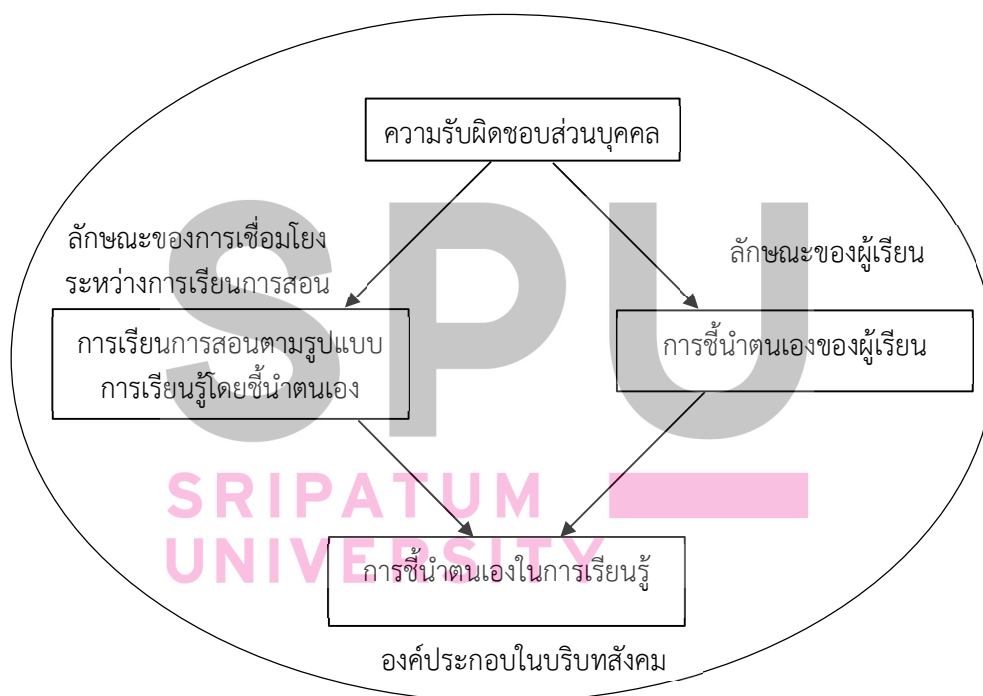 ความรับผิดชอบส่วนบุคคล
ลักษณะของการเชื่อมโยง
ระหว่างการเรียนการสอน
ลักษณะของผู้เรียน
การเรียนการสอนตามรูปแบบ
การเรียนรู้โดยชี้นำตนเอง
การชี้นำตนเองของผู้เรียน
SPU
SRIPATUM
UNIVERSITY
การชี้นำตนเองในการเรียนรู้
องค์ประกอบในบริบทสังคม